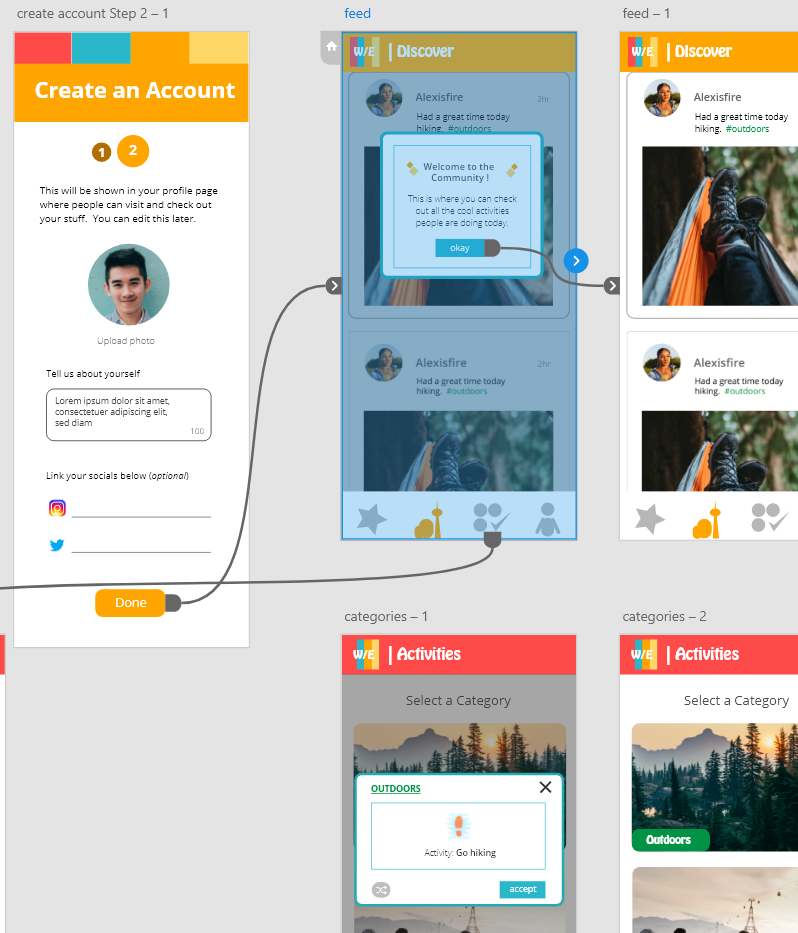 create account Step 2 – 1
Create an Account
1
2
This will be shown in your profile page
where people can visit and check out
your stuff.  You can edit this later.
Upload photo
Tell us about yourself
Lorem ipsum dolor sit amet,
consectetuer adipiscing elit,
sed diam
100
Link your socials below (optional)
Done
feed
W/E | Discover
Alexisfire
2hr
Had a great time today
hiking.  #outdoors
Welcome to the
Community !
This is where you can check
out all the cool activities
people are doing today.
okay
Alexisfire
2hr
Had a great time today
hiking.  #outdoors
feed – 1
W/E | Discover
Alexisfire
Had a great time today
hiking.  #outdoors
Alexisfire
Had a great time today
hiking.  #outdoors
categories – 1
W/E | Activities
Select a Category
OUTDOORS
Activity: Go hiking
accept
categories – 2
W/E | Activities
Select a Category
Outdoors